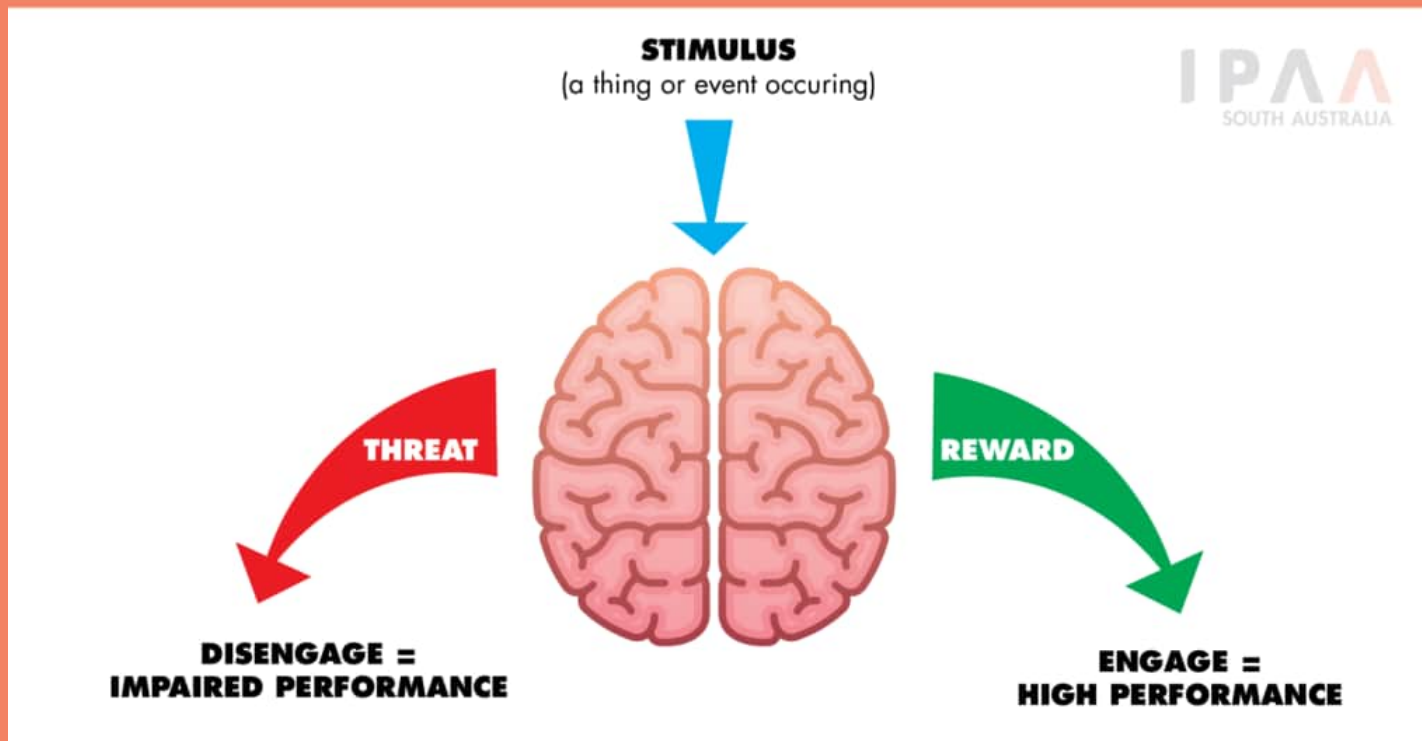 STIMULUS
(a thing or event occuring)
IPAA
SOUTH AUSTRALIA
THREAT
REWARD
DISENGAGE =
IMPAIRED PERFORMANCE
ENGAGE =
HIGH PERFORMANCE